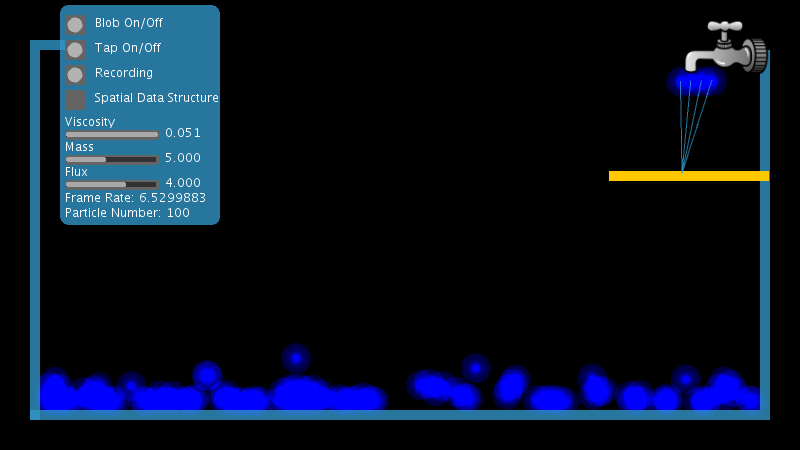 Blob On/Off
Tap On/Off
Recording
Spatial Data Structure
Viscosity
0.051
Mass
5.000
Flux
4.000
Frame Rate: 6.5299883
Particle Number: 100